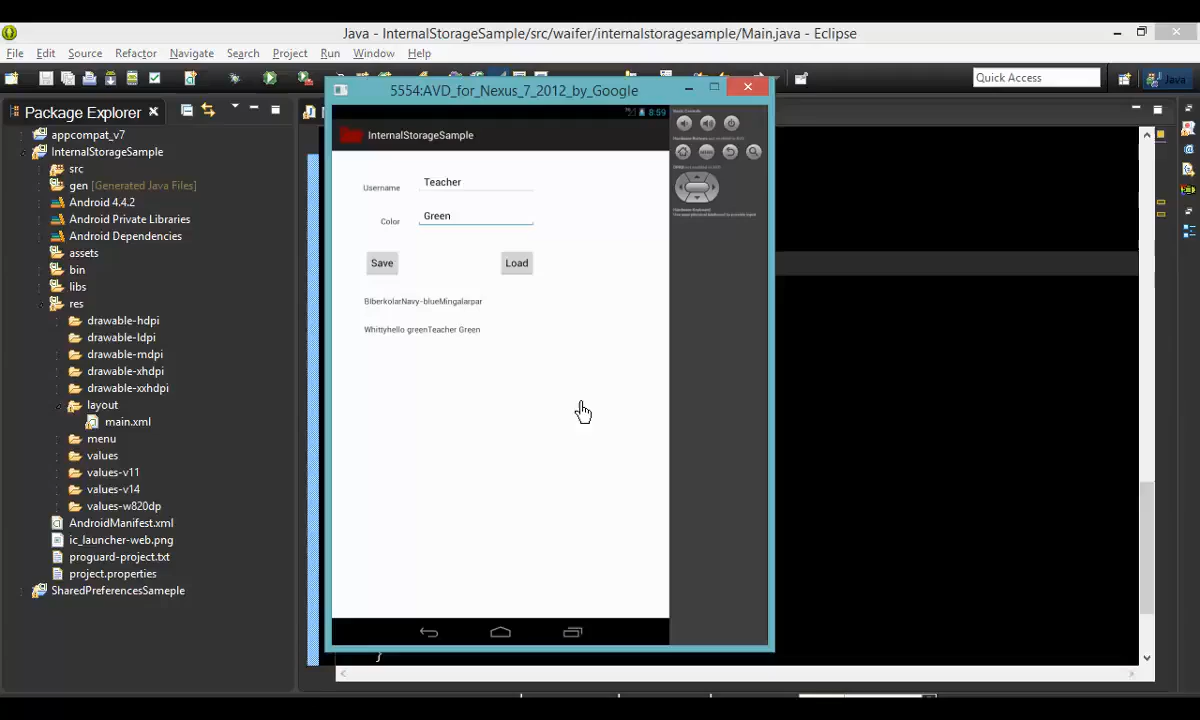 Java - InternalStorageSample/src/waifer/internalstoragesample/Main.java - Eclipse
File Edit Source Refactor Navigate Search Project Run Window Help
Quick Access
Java
Package Explorer
appcompat_v7
InternalStorageSample
src
gen [Generated Java Files]
Android 4.4.2
Android Private Libraries
Android Dependencies
assets
bin
libs
res
drawable-hdpi
drawable-ldpi
drawable-mdpi
drawable-xhdpi
drawable-xxhdpi
layout
main.xml
menu
values
values-v11
values-v14
values-w820dp
AndroidManifest.xml
ic_launcher-web.png
proguard-project.txt
project.properties
SharedPreferencesSameple
5554:AVD_for_Nexus_7_2012_by_Google
8:59
InternalStorageSample
Username Teacher
Color Green
Save Load
BlberkolarNavy-blueMingalarpar
Whittyhello greenTeacher Green
}